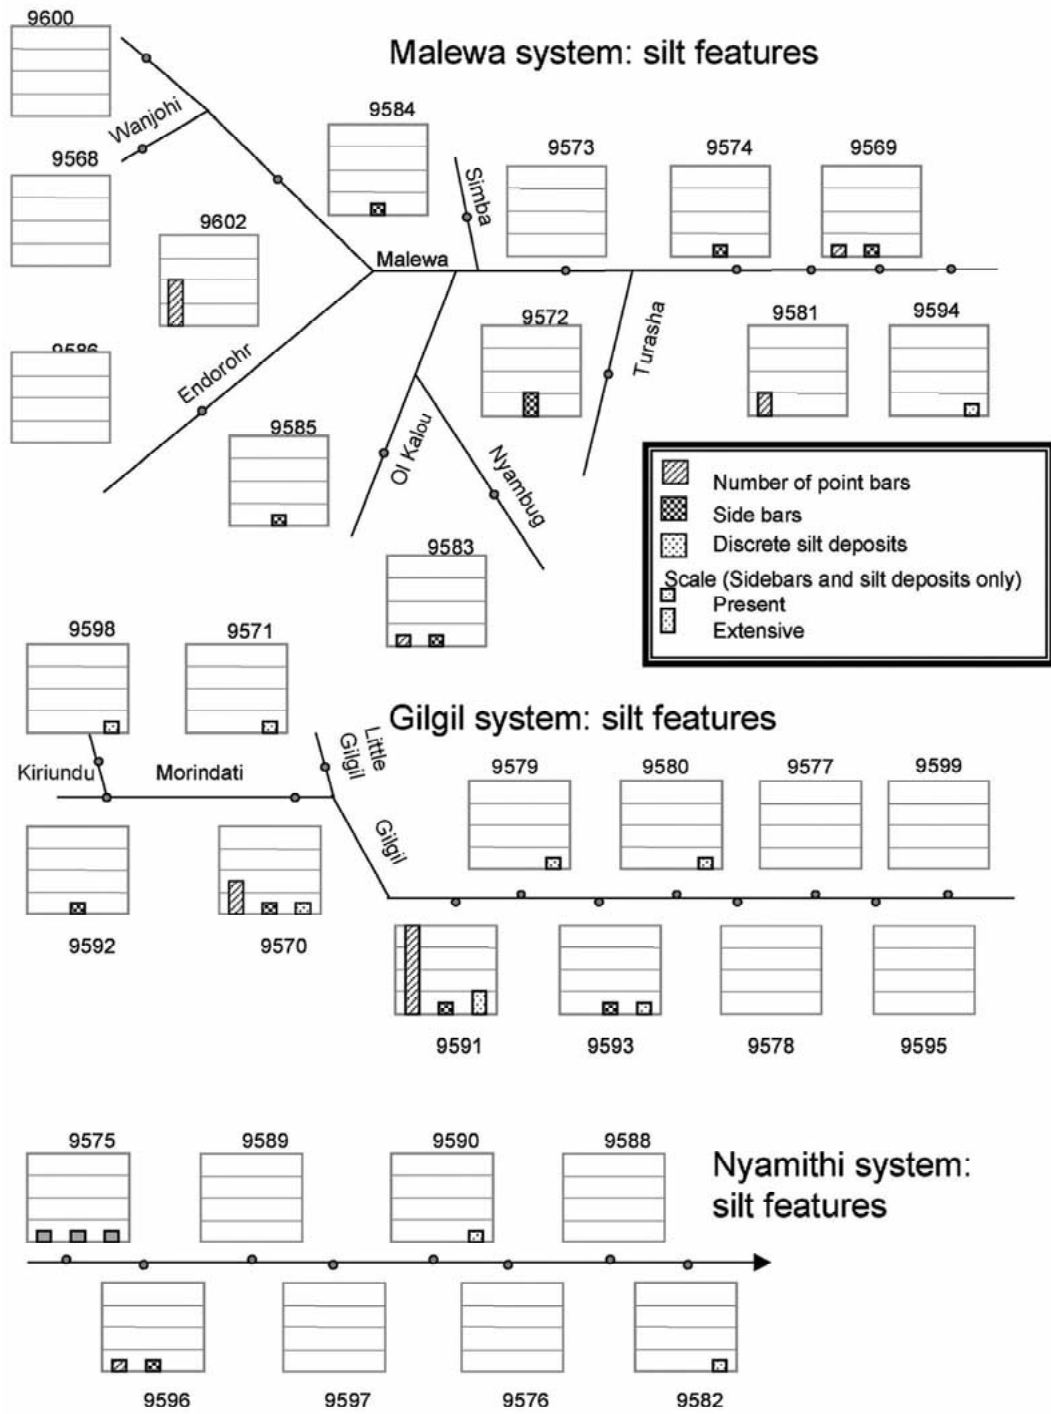 9600
Malewa system: silt features
Wanjohi
9584
9568
Simba
9573
9574
9569
9602
Malewa
9572
Turasha
9581
9594
9586
Endorohr
9585
Ol Kalou
Nyambug
Number of point bars
Side bars
Discrete silt deposits
Scale (Sidebars and silt deposits only)
Present
Extensive
9583
9598
9571
Gilgil system: silt features
Little
Gilgil
Kiriundu
Morindati
9579
9580
9577
9599
Gilgil
9592
9570
9591
9593
9578
9595
9575
9589
9590
9588
Nyamithi system:
silt features
9596
9597
9576
9582